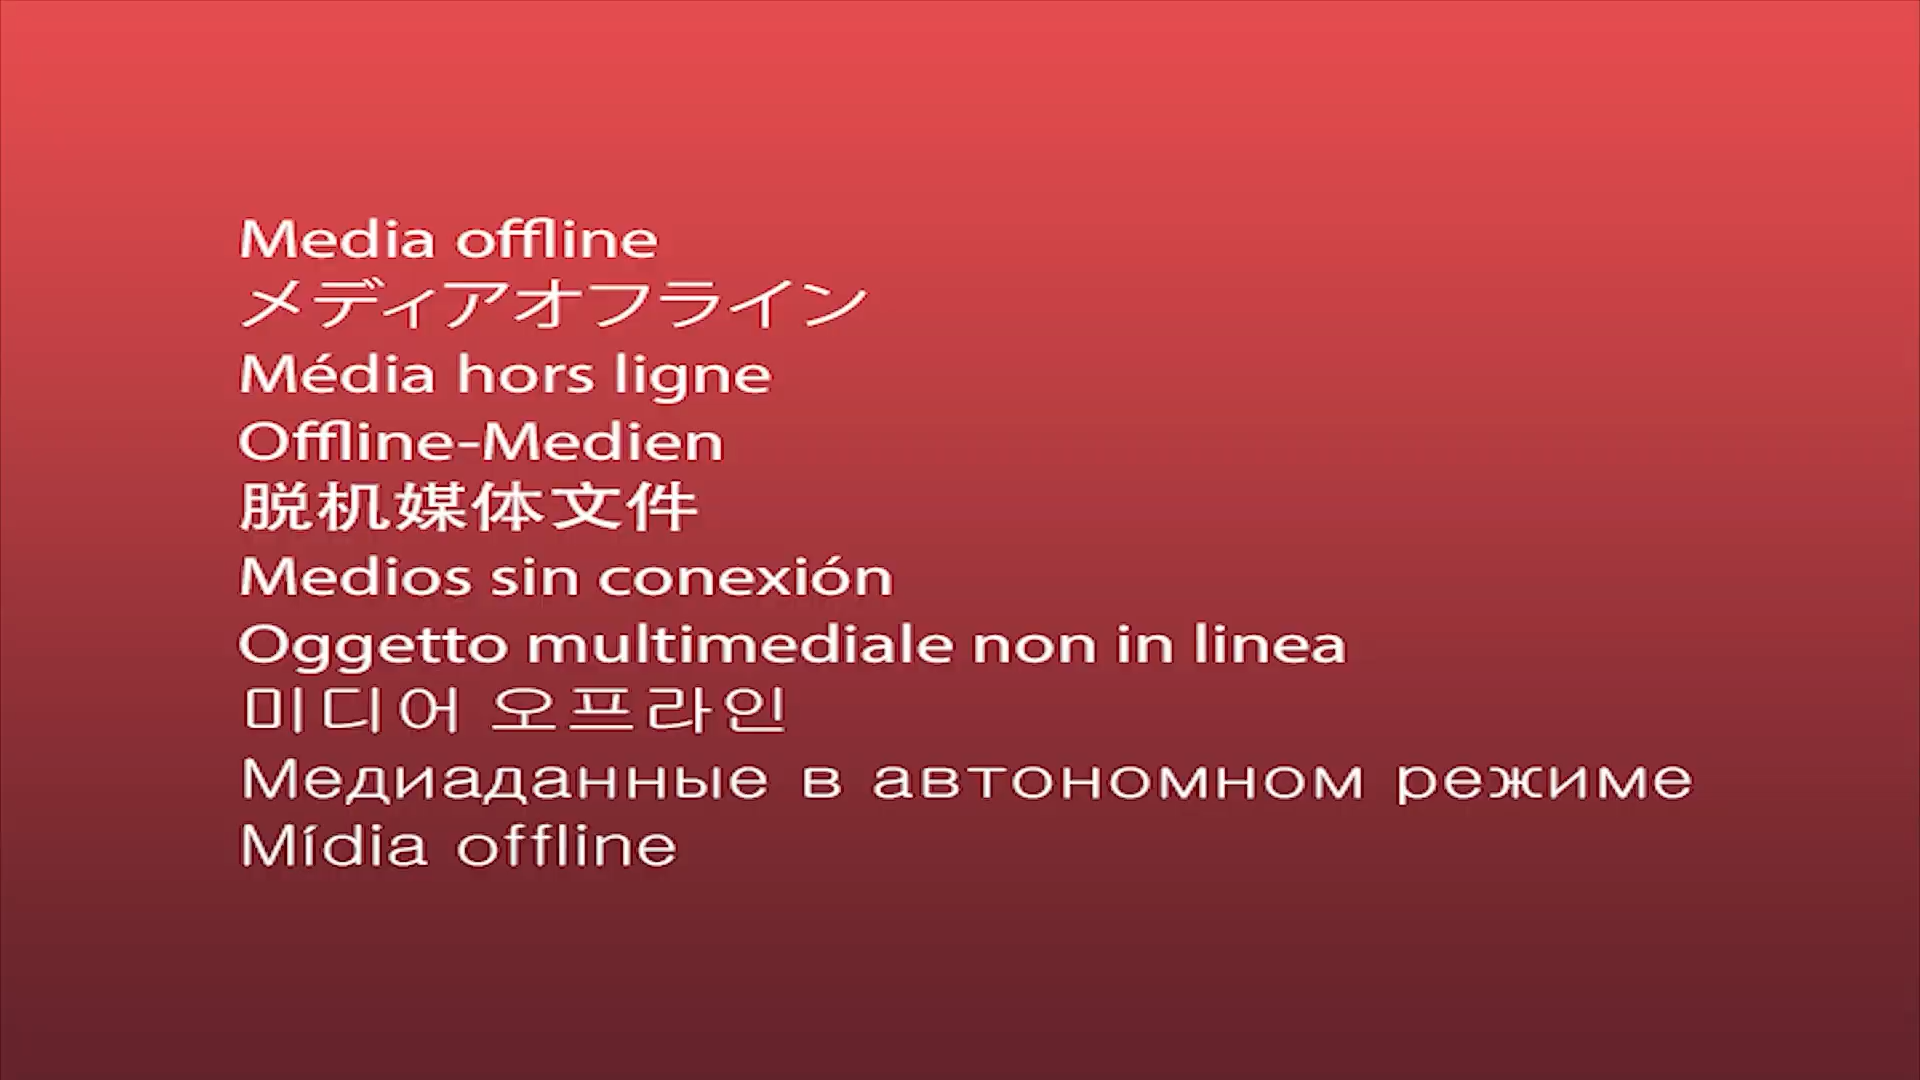 Media offline
メディアオフライン
Média hors ligne
Offline-Medien
脱机媒体文件
Medios sin conexión
Oggetto multimediale non in linea
미디어 오프라인
Медиаданные в автономном режиме
Mídia offline